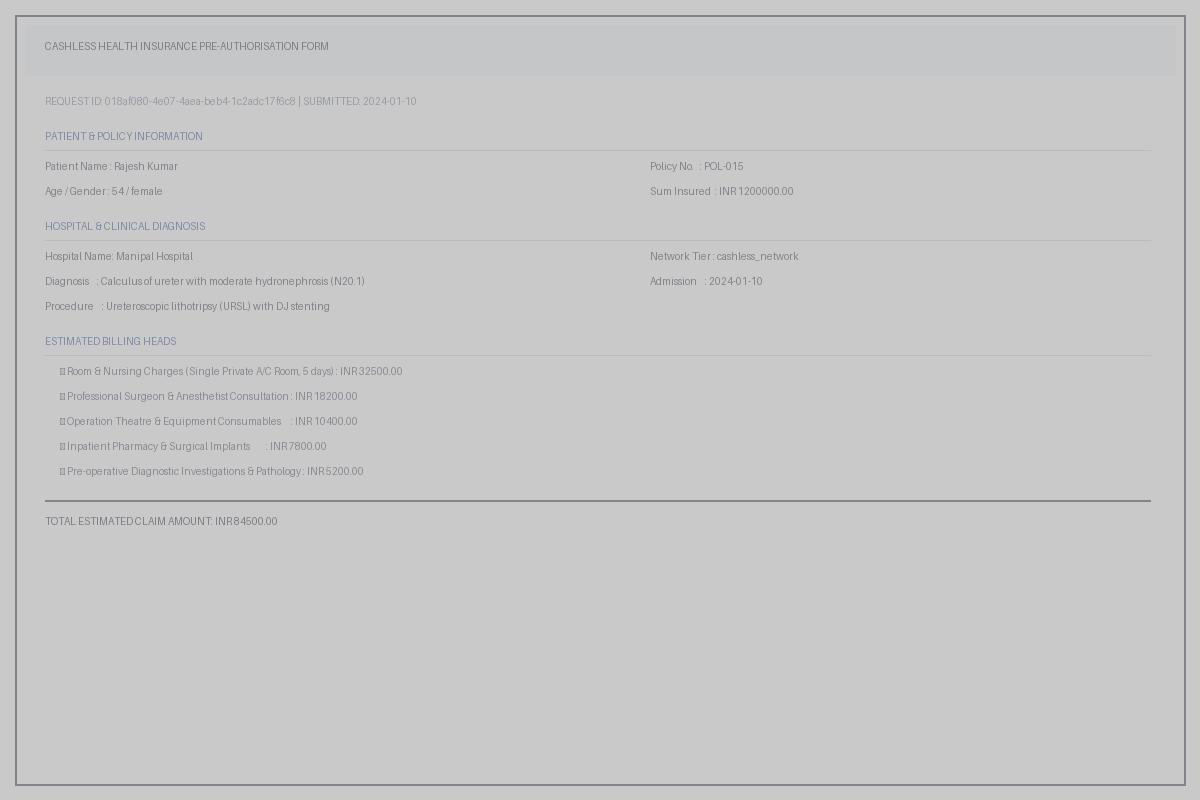 CASHLESS HEALTH INSURANCE PRE-AUTHORISATION FORM
REQUEST ID: 018af080-4e07-4aea-beb4-1c2adc17f6c8 | SUBMITTED: 2024-01-10
PATIENT & POLICY INFORMATION
Patient Name : Rajesh Kumar
Policy No. : POL-015
Age / Gender : 54 / female
Sum Insured : INR 1200000.00
HOSPITAL & CLINICAL DIAGNOSIS
Hospital Name: Manipal Hospital
Network Tier : cashless_network
Diagnosis : Calculus of ureter with moderate hydronephrosis (N20.1)
Admission : 2024-01-10
Procedure : Ureteroscopic lithotripsy (URSL) with DJ stenting
ESTIMATED BILLING HEADS
Room & Nursing Charges (Single Private A/C Room, 5 days) : INR 32500.00
Professional Surgeon & Anesthetist Consultation : INR 18200.00
Operation Theatre & Equipment Consumables : INR 10400.00
Inpatient Pharmacy & Surgical Implants : INR 7800.00
Pre-operative Diagnostic Investigations & Pathology : INR 5200.00
TOTAL ESTIMATED CLAIM AMOUNT: INR 84500.00